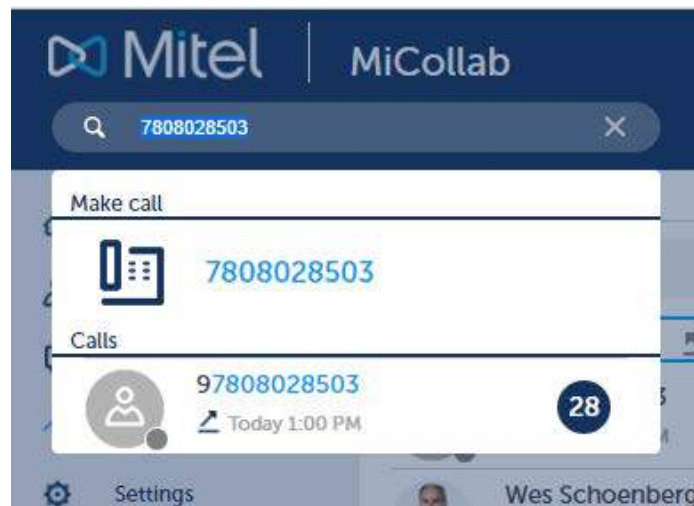 Mitel | MiCollab
7808028503
Make call
7808028503
Calls
97808028503
Today 1:00 PM
28
Settings
Wes Schoenberg